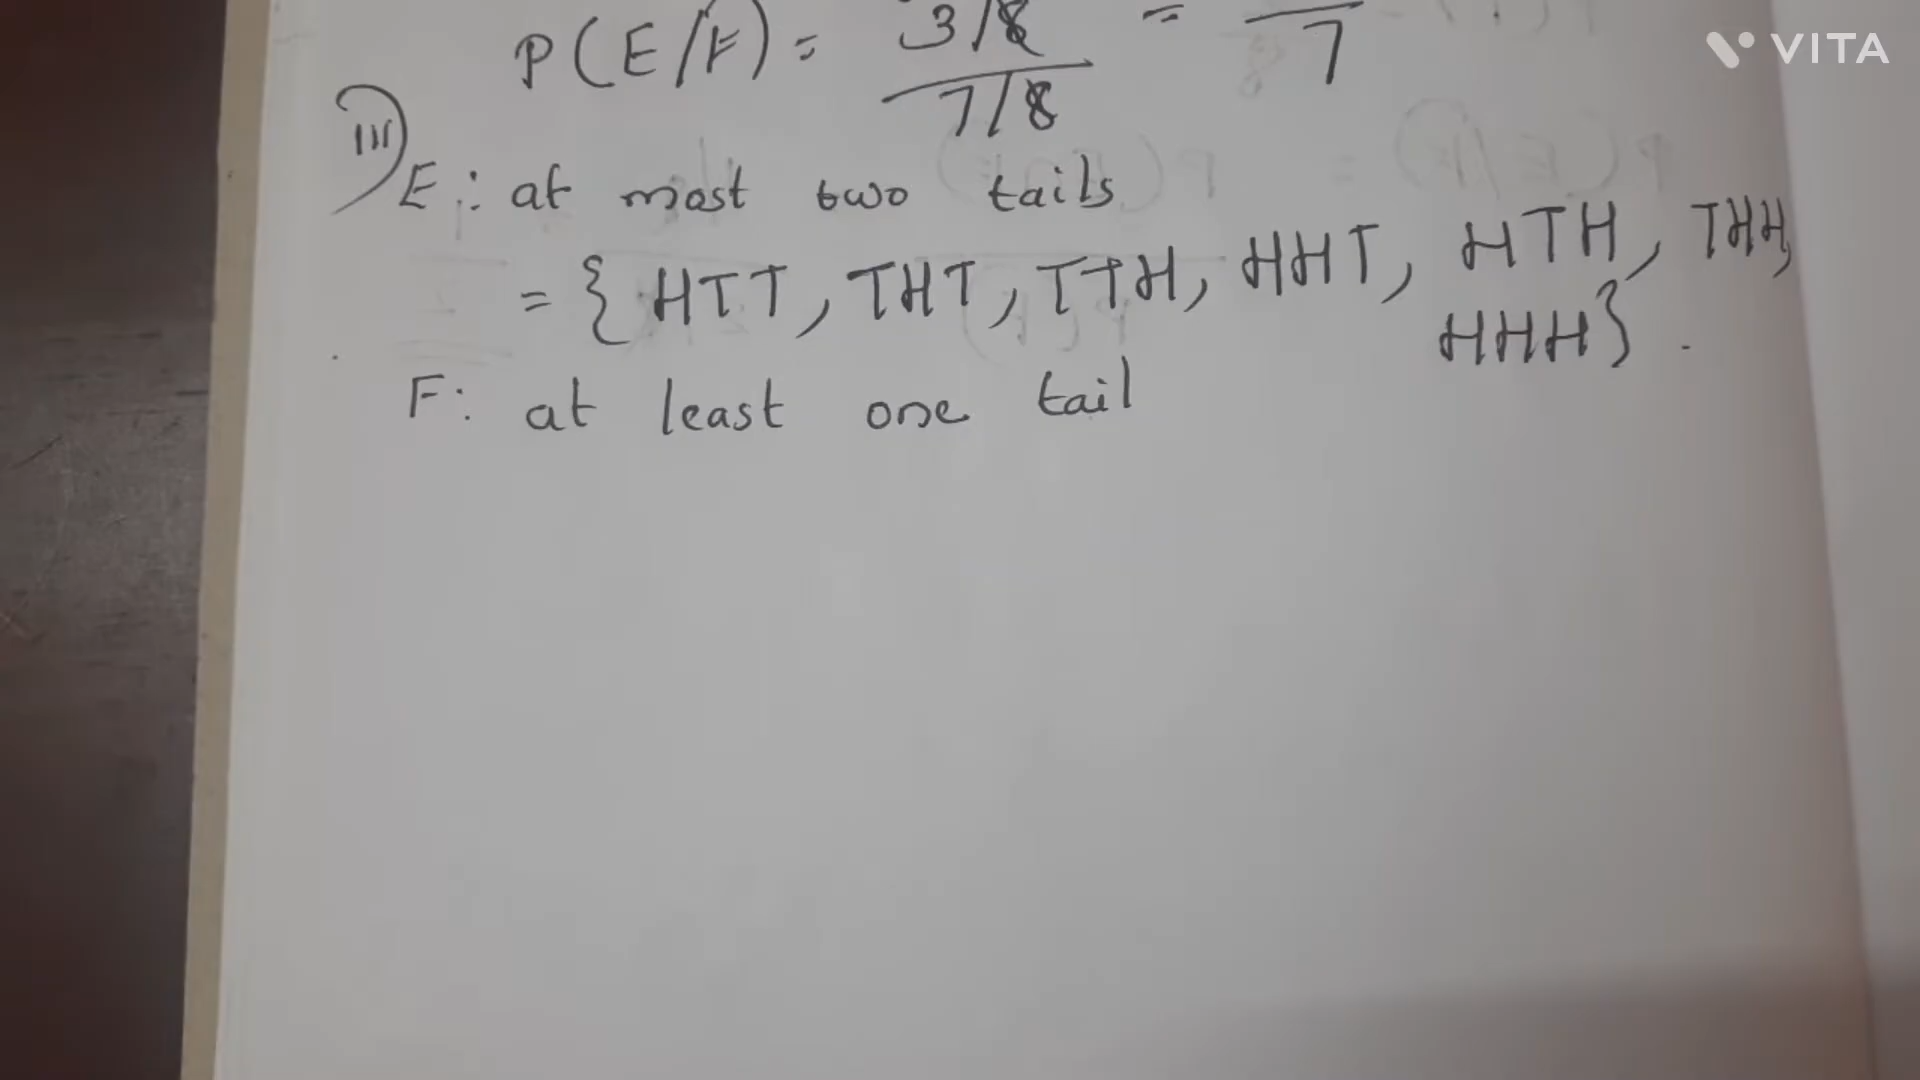 P(E/F) = 3/8 / 7/8 = / 7
VITA
III)
E : at most two tails
= { HTT, THT, TTH, HHT, HTH, THH,
HHH} .
F : at least one tail